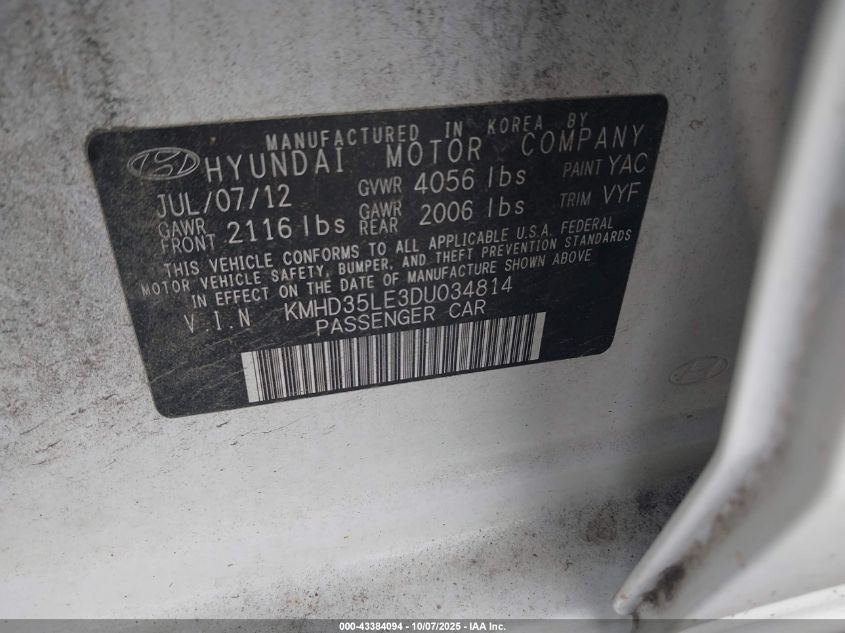 MANUFACTURED IN KOREA BY
HYUNDAI MOTOR COMPANY
JUL/07/12 GVWR 4056 lbs PAINT YAC
GAWR FRONT 2116 lbs GAWR REAR 2006 lbs TRIM VYF
THIS VEHICLE CONFORMS TO ALL APPLICABLE U.S.A. FEDERAL
MOTOR VEHICLE SAFETY, BUMPER, AND THEFT PREVENTION STANDARDS
IN EFFECT ON THE DATE OF MANUFACTURE SHOWN ABOVE
V.I.N KMHD35LE3DU034814
PASSENGER CAR
000-43384094 - 10/07/2025 - IAA Inc.